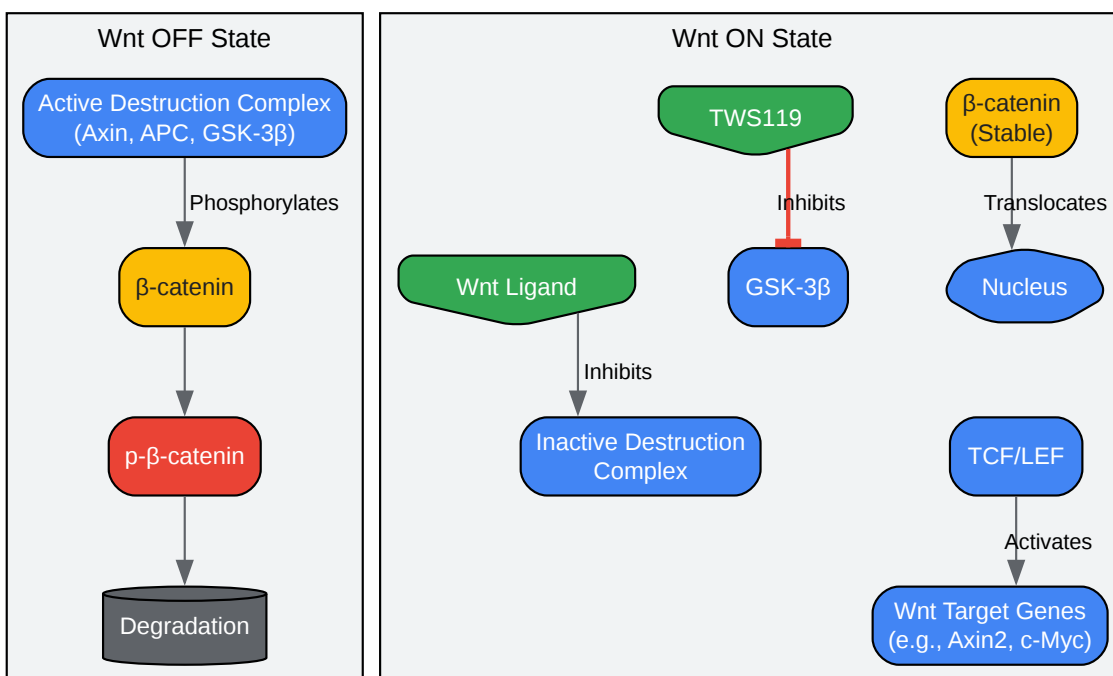 Wnt OFF State
Active Destruction Complex
(Axin, APC, GSK-3β)
Phosphorylates
β-catenin
p-β-catenin
Degradation
Wnt ON State
TWS119
Inhibits
GSK-3β
Wnt Ligand
Inhibits
Inactive Destruction
Complex
β-catenin
(Stable)
Translocates
Nucleus
TCF/LEF
Activates
Wnt Target Genes
(e.g., Axin2, c-Myc)